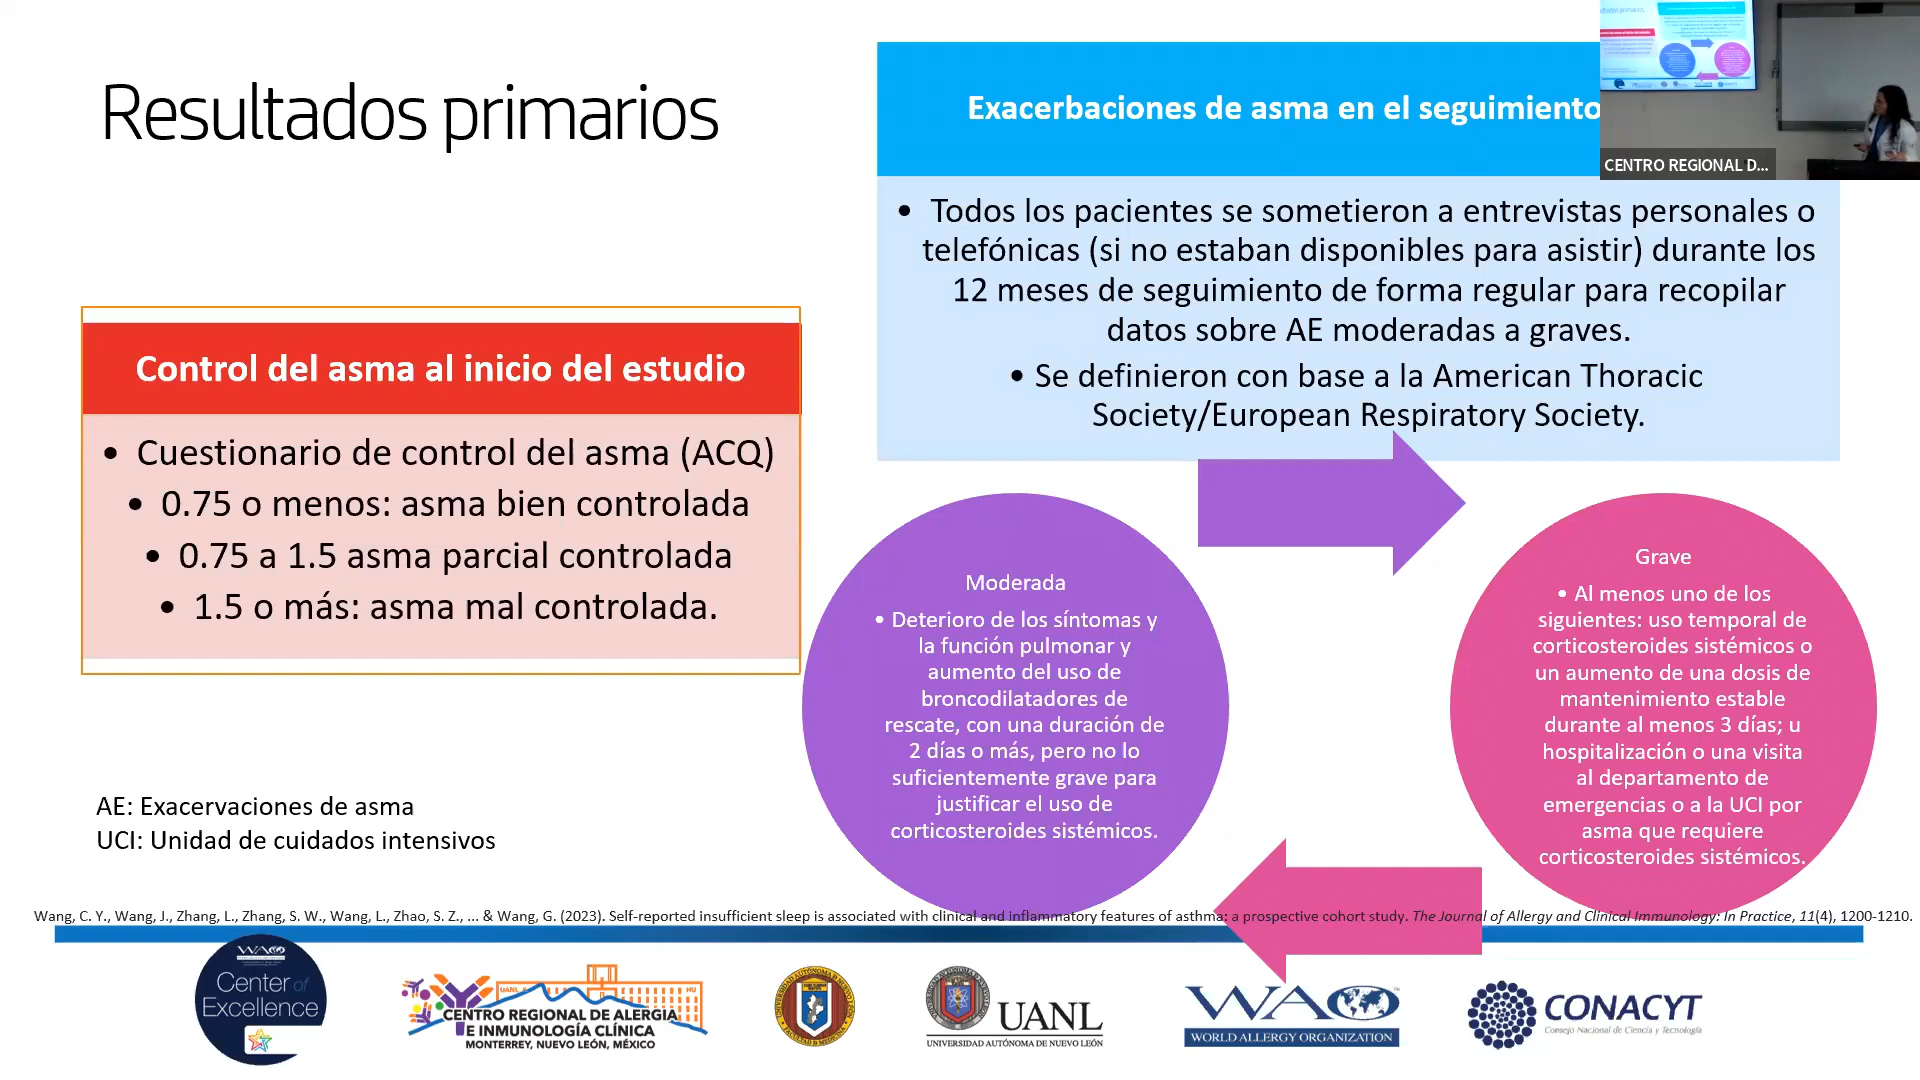 Resultados primarios
Exacerbaciones de asma en el seguimiento
CENTRO REGIONAL D...
• Todos los pacientes se sometieron a entrevistas personales o
telefónicas (si no estaban disponibles para asistir) durante los
12 meses de seguimiento de forma regular para recopilar
datos sobre AE moderadas a graves.
• Se definieron con base a la American Thoracic
Society/European Respiratory Society.
Control del asma al inicio del estudio
• Cuestionario de control del asma (ACQ)
• 0.75 o menos: asma bien controlada
• 0.75 a 1.5 asma parcial controlada
• 1.5 o más: asma mal controlada.
Moderada
• Deterioro de los síntomas y
la función pulmonar y
aumento del uso de
broncodilatadores de
rescate, con una duración de
2 días o más, pero no lo
suficientemente grave para
justificar el uso de
corticosteroides sistémicos.
Grave
• Al menos uno de los
siguientes: uso temporal de
corticosteroides sistémicos o
un aumento de una dosis de
mantenimiento estable
durante al menos 3 días; u
hospitalización o una visita
al departamento de
emergencias o a la UCI por
asma que requiere
corticosteroides sistémicos.
AE: Exacervaciones de asma
UCI: Unidad de cuidados intensivos
Wang, C. Y., Wang, J., Zhang, L., Zhang, S. W., Wang, L., Zhao, S. Z., ... & Wang, G. (2023). Self-reported insufficient sleep is associated with clinical and inflammatory features of asthma: a prospective cohort study. The Journal of Allergy and Clinical Immunology: In Practice, 11(4), 1200-1210.
WAO
Center of
Excellence
UANL
HU
CENTRO REGIONAL DE ALERGIA
E INMUNOLOGÍA CLÍNICA
MONTERREY, NUEVO LEÓN, MÉXICO
UANL
UNIVERSIDAD AUTÓNOMA DE NUEVO LEÓN
WAO
WORLD ALLERGY ORGANIZATION
CONACYT
Consejo Nacional de Ciencia y Tecnología